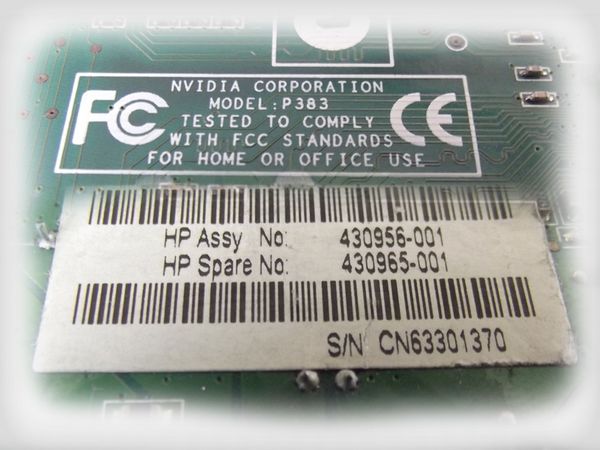 NVIDIA CORPORATION
MODEL:P383
FC CE
TESTED TO COMPLY
WITH FCC STANDARDS
FOR HOME OR OFFICE USE
HP Assy No: 430956-001
HP Spare No: 430965-001
S/N CN63301370